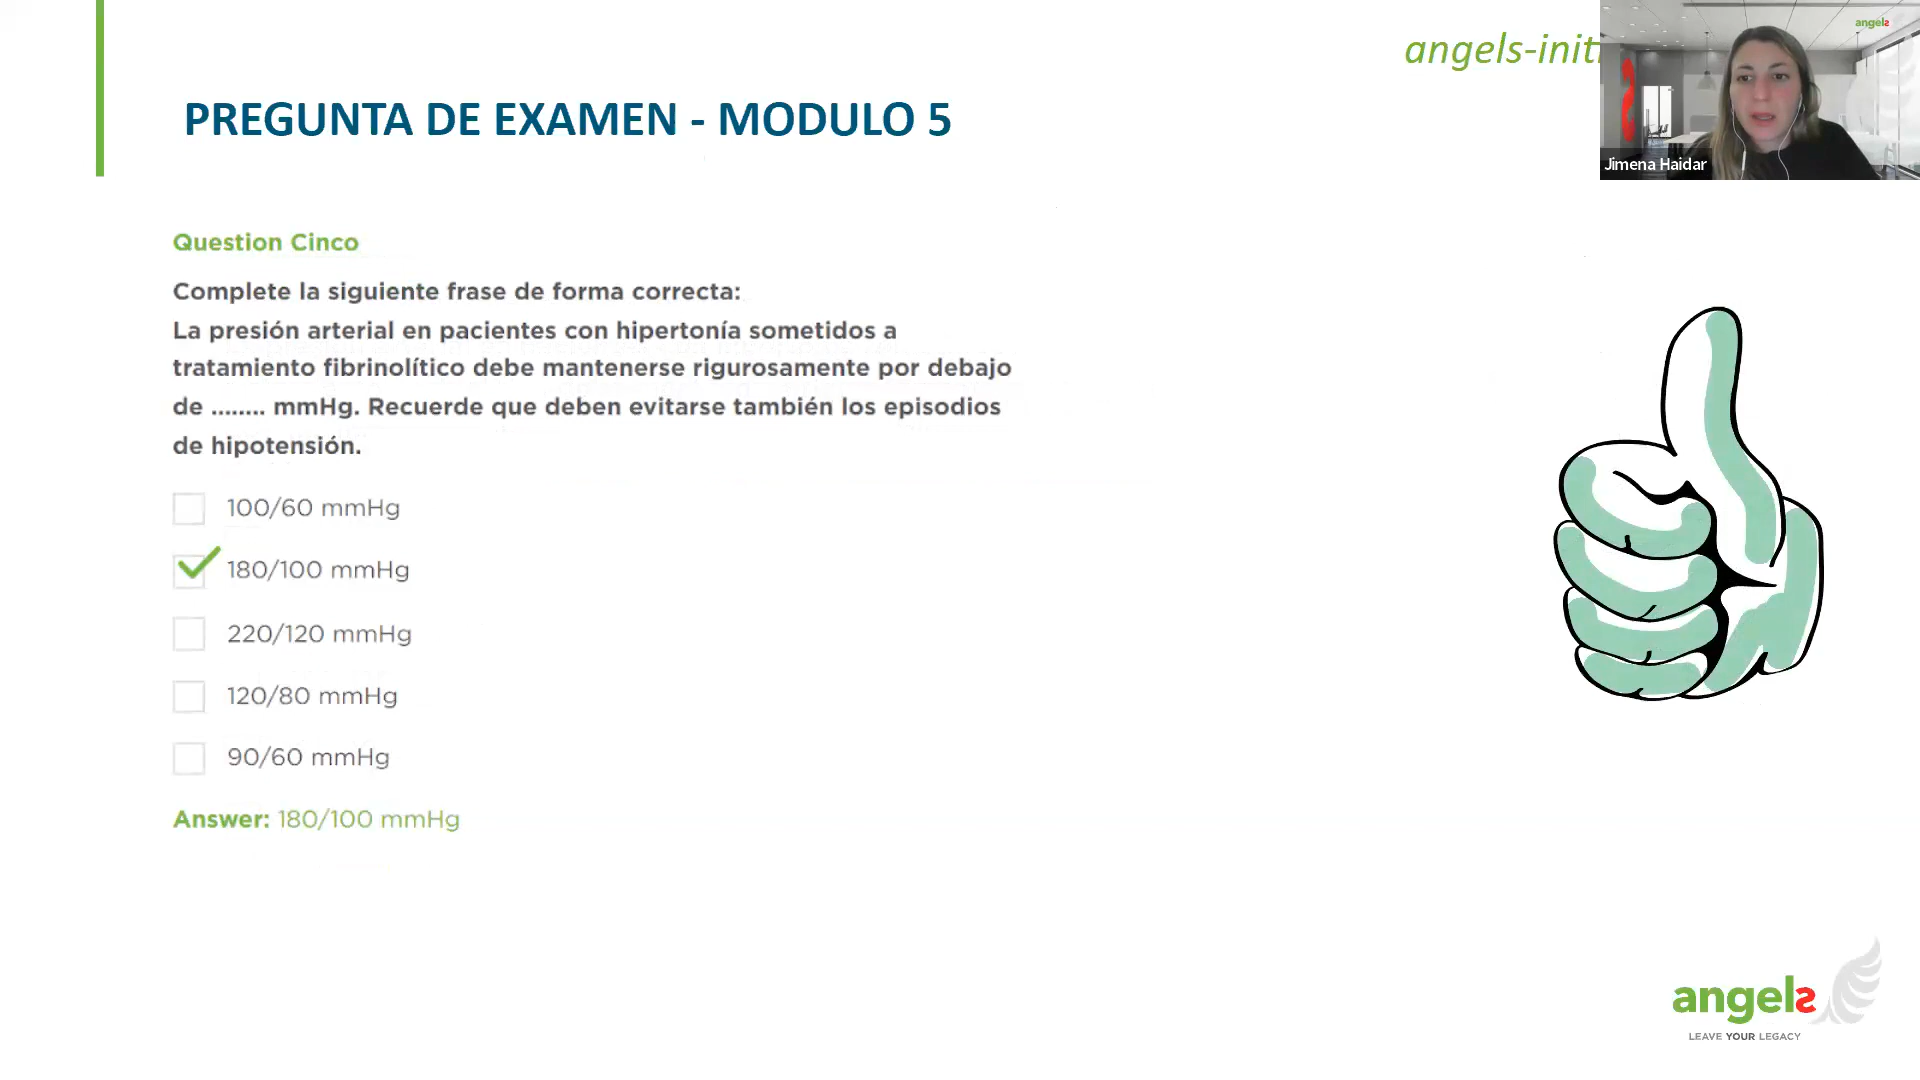 angels-initi
angels
PREGUNTA DE EXAMEN - MODULO 5
Jimena Haidar
Question Cinco
Complete la siguiente frase de forma correcta:
La presión arterial en pacientes con hipertonía sometidos a
tratamiento fibrinolítico debe mantenerse rigurosamente por debajo
de ........ mmHg. Recuerde que deben evitarse también los episodios
de hipotensión.
100/60 mmHg
180/100 mmHg
220/120 mmHg
120/80 mmHg
90/60 mmHg
Answer: 180/100 mmHg
angels
LEAVE YOUR LEGACY